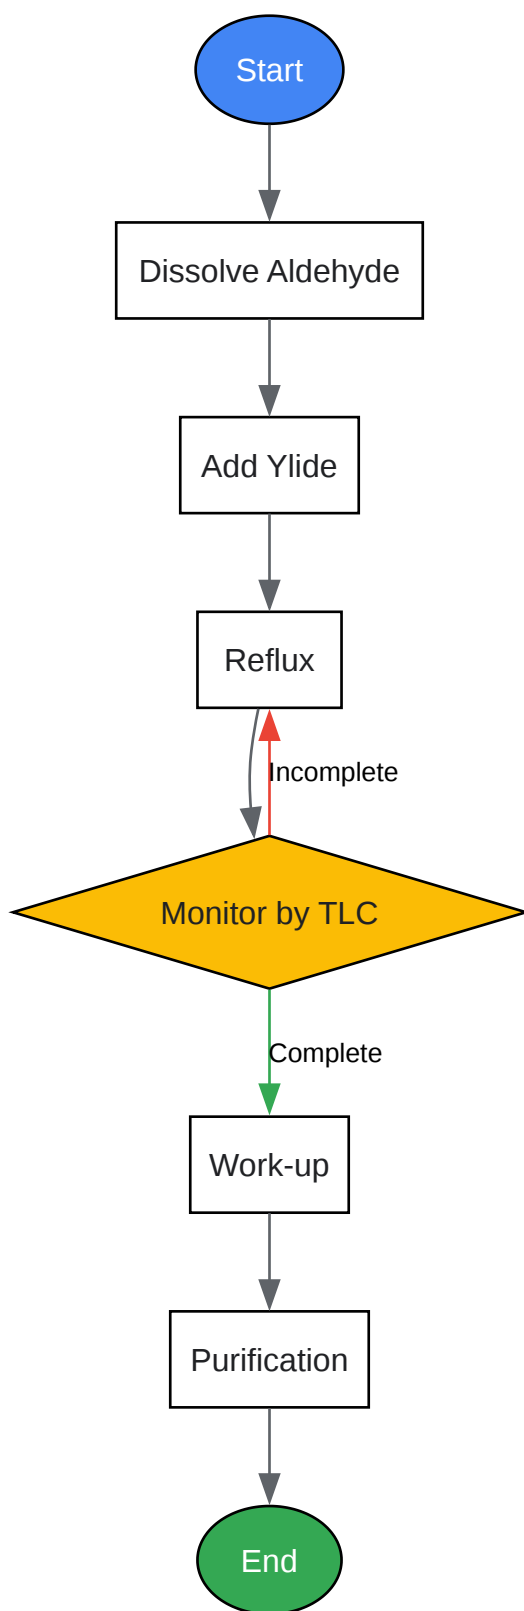 Start
Dissolve Aldehyde
Add Ylide
Reflux
Incomplete
Monitor by TLC
Complete
Work-up
Purification
End